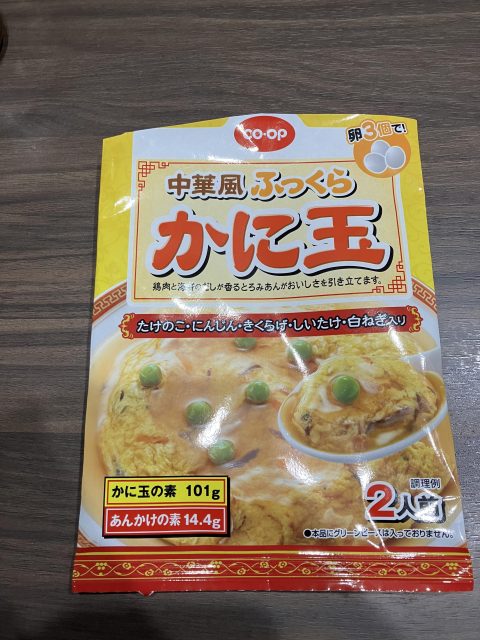 co-op
卵3個で!
中華風ふっくら
かに玉
鶏肉と海鮮のだしが香るとろみあんがおいしさを引き立てます。
たけのこ・にんじん・きくらげ・しいたけ・白ねぎ入り
かに玉の素 101g
あんかけの素 14.4g
調理例
2人前
●本品にグリーンピースは入っておりません。